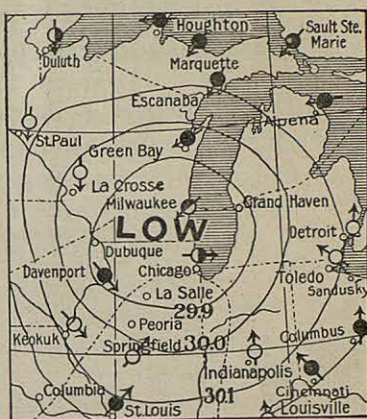 Houghton
Sault Ste.
Marie
Duluth
Marquette
Escanaba
St.Paul
Alpena
Green Bay
La Crosse
Milwaukee
Grand Haven
LOW
Detroit
Dubuque
Davenport
Chicago
Toledo
La Salle
Sandusky
29.9
Peoria
Columbus
Keokuk
30.0
Springfield
Indianapolis
Columbia
30.1
Cincinnati
St.Louis
Louisville